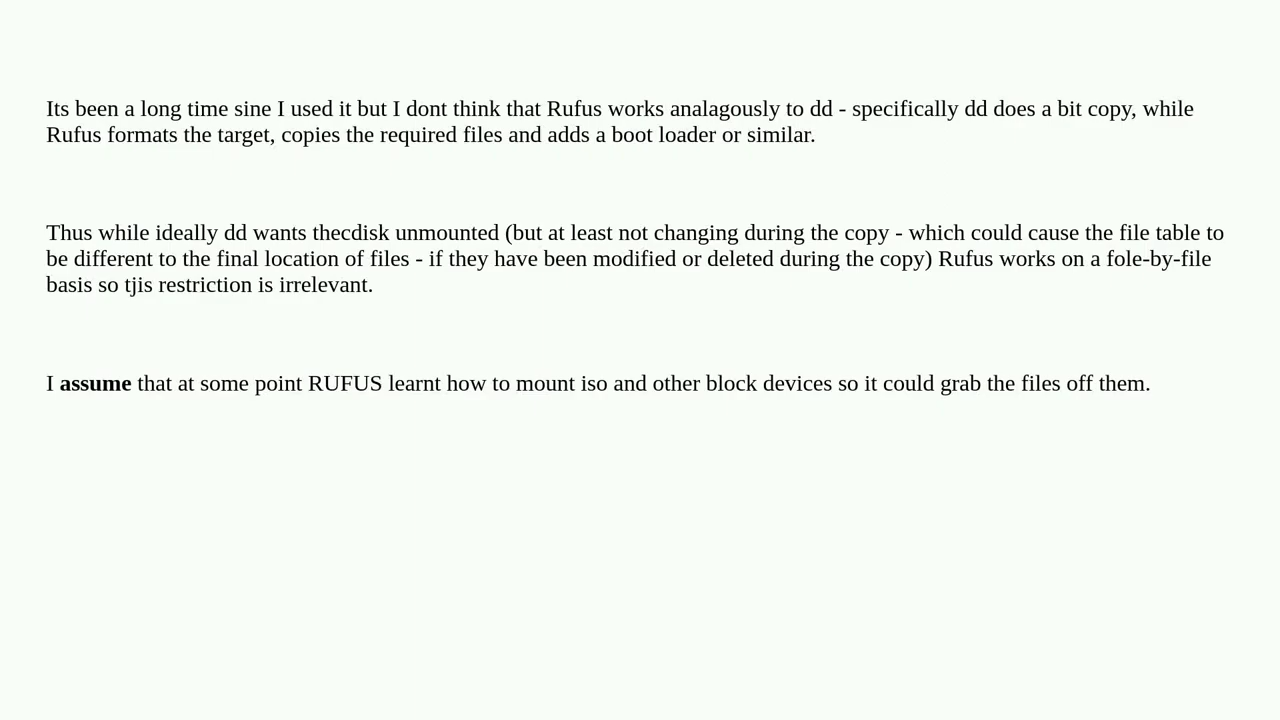 Its been a long time sine I used it but I dont think that Rufus works analagously to dd - specifically dd does a bit copy, while
Rufus formats the target, copies the required files and adds a boot loader or similar.
Thus while ideally dd wants thecdisk unmounted (but at least not changing during the copy - which could cause the file table to
be different to the final location of files - if they have been modified or deleted during the copy) Rufus works on a fole-by-file
basis so tjis restriction is irrelevant.
I assume that at some point RUFUS learnt how to mount iso and other block devices so it could grab the files off them.